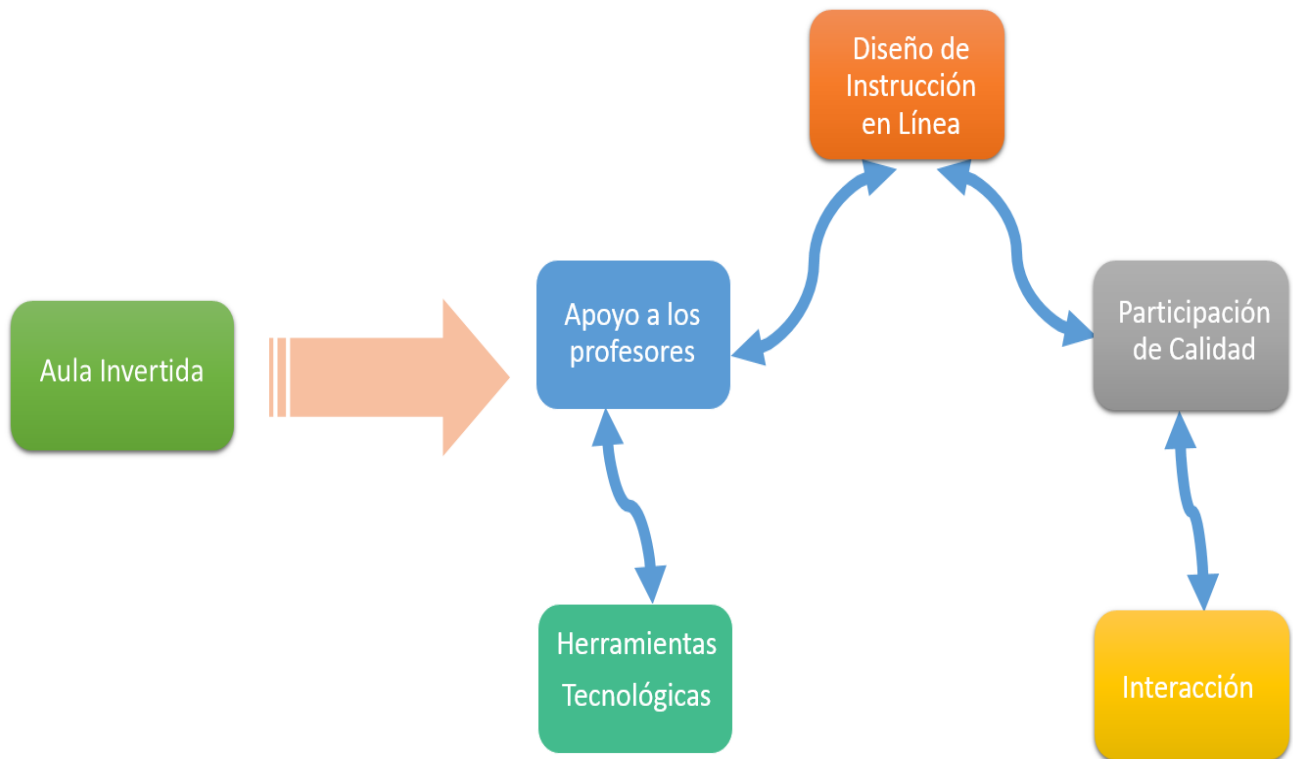 Diseño de
Instrucción
en Línea
Aula Invertida
Apoyo a los
profesores
Participación
de Calidad
Herramientas
Tecnológicas
Interacción